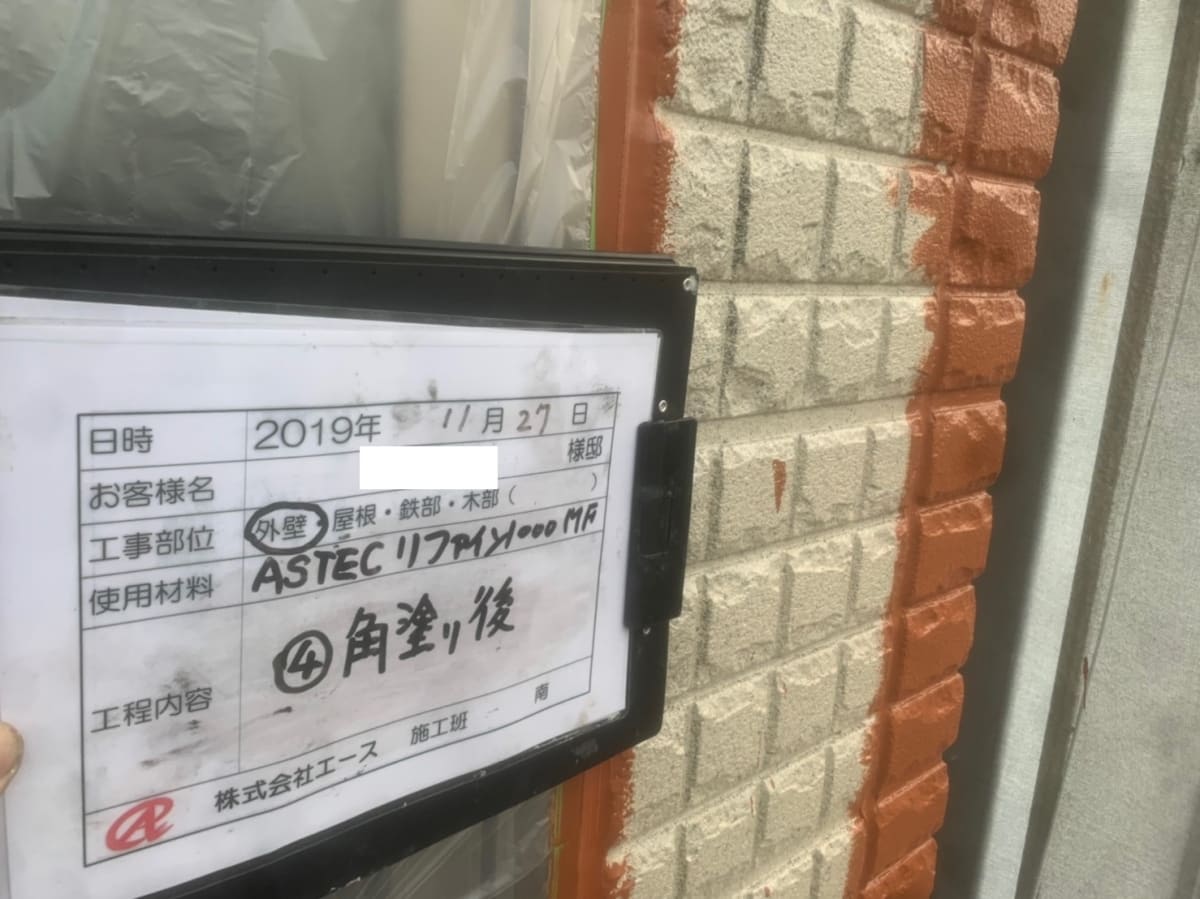 日時 2019年 11月27日
お客様名 様邸
工事部位 外壁・屋根・鉄部・木部( )
使用材料 ASTEC リファイン1000MF
工程内容 ④角塗り後
株式会社エース 施工班 南